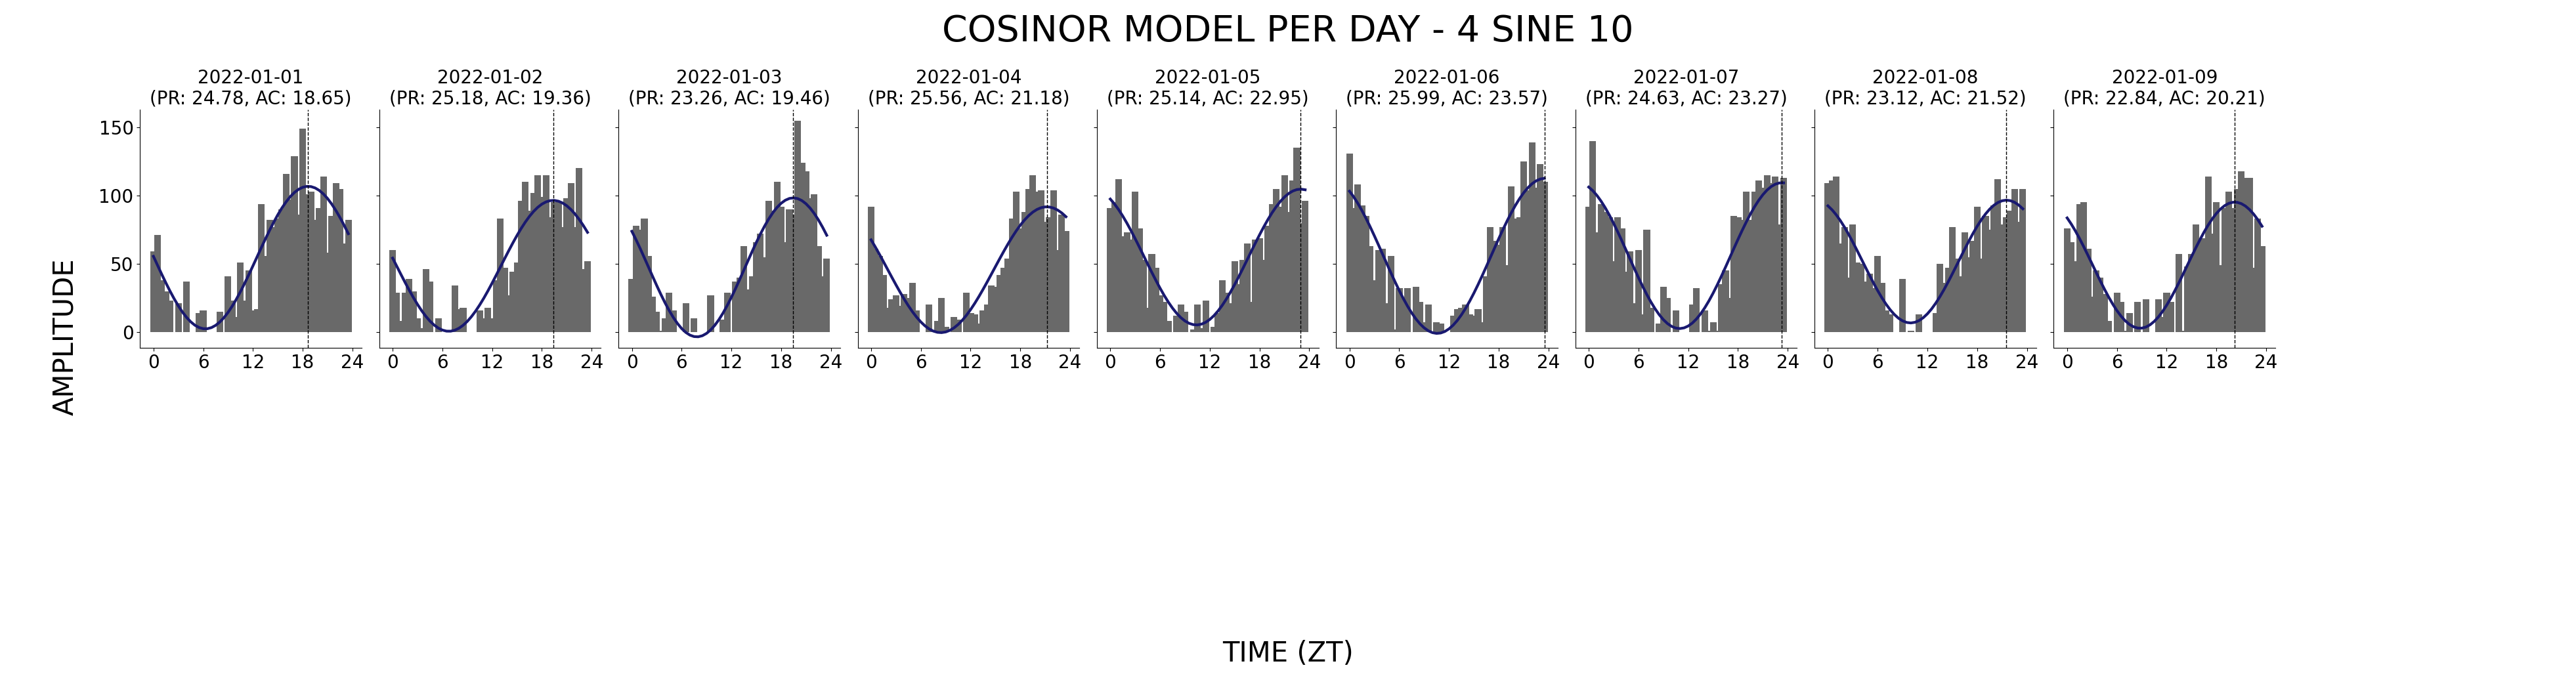 COSINOR MODEL PER DAY - 4 SINE 10
2022-01-01
(PR: 24.78, AC: 18.65)
2022-01-02
(PR: 25.18, AC: 19.36)
2022-01-03
(PR: 23.26, AC: 19.46)
2022-01-04
(PR: 25.56, AC: 21.18)
2022-01-05
(PR: 25.14, AC: 22.95)
2022-01-06
(PR: 25.99, AC: 23.57)
2022-01-07
(PR: 24.63, AC: 23.27)
2022-01-08
(PR: 23.12, AC: 21.52)
2022-01-09
(PR: 22.84, AC: 20.21)
150
100
50
0
AMPLITUDE
0 6 12 18 24
0 6 12 18 24
0 6 12 18 24
0 6 12 18 24
0 6 12 18 24
0 6 12 18 24
0 6 12 18 24
0 6 12 18 24
0 6 12 18 24
TIME (ZT)